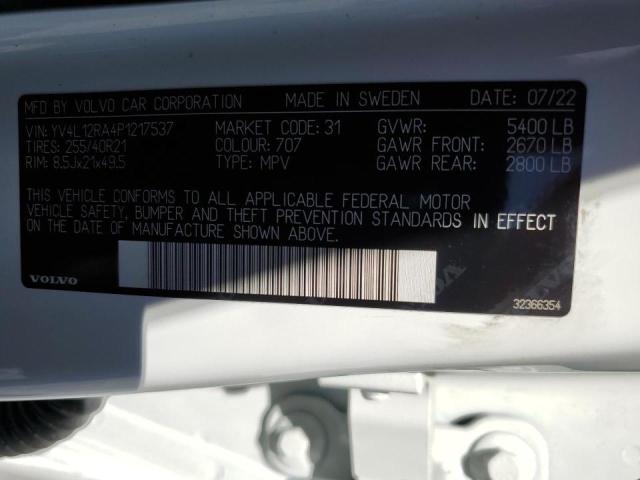 MFD BY VOLVO CAR CORPORATION MADE IN SWEDEN DATE: 07/22
VIN: YV4L12RA4P1217537 MARKET CODE: 31 GVWR: 5400 LB
TIRES: 255/40R21 COLOUR: 707 GAWR FRONT: 2670 LB
RIM: 8.5Jx21x49.5 TYPE: MPV GAWR REAR: 2800 LB
THIS VEHICLE CONFORMS TO ALL APPLICABLE FEDERAL MOTOR
VEHICLE SAFETY, BUMPER AND THEFT PREVENTION STANDARDS IN EFFECT
ON THE DATE OF MANUFACTURE SHOWN ABOVE.
VOLVO
32366354